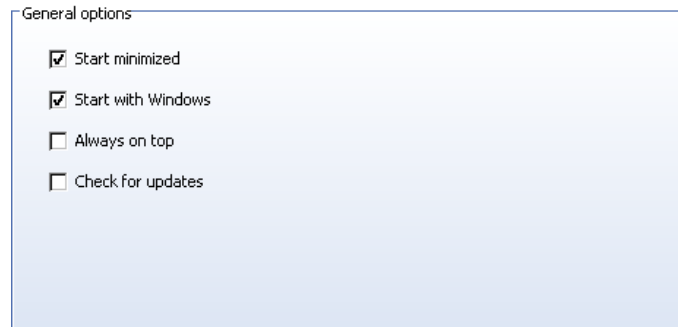 General options
Start minimized
Start with Windows
Always on top
Check for updates